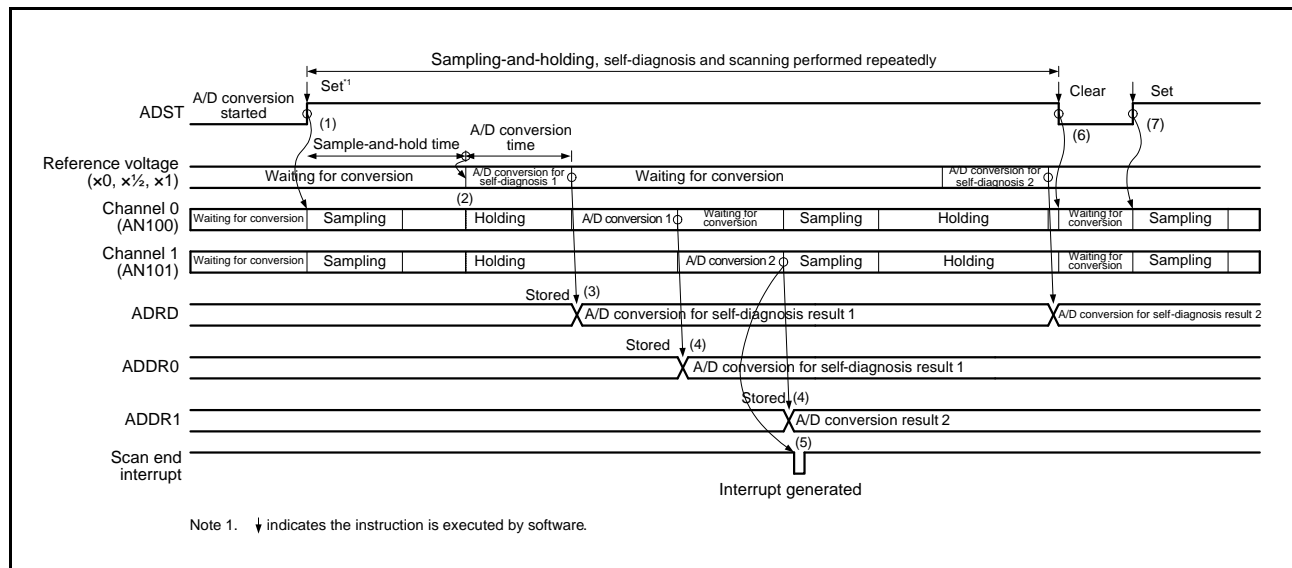 Sampling-and-holding, self-diagnosis and scanning performed repeatedly
A/D conversion started
Set*1
Clear
Set
ADST
(1)
(6)
(7)
Sample-and-hold time
A/D conversion time
Reference voltage
(×0, ×½, ×1)
Waiting for conversion
A/D conversion for self-diagnosis 1
Waiting for conversion
A/D conversion for self-diagnosis 2
(2)
Channel 0
(AN100)
Waiting for conversion
Sampling
Holding
A/D conversion 1
Waiting for conversion
Sampling
Holding
Waiting for conversion
Sampling
Channel 1
(AN101)
Waiting for conversion
Sampling
Holding
A/D conversion 2
Sampling
Holding
Waiting for conversion
Sampling
Stored
(3)
ADRD
A/D conversion for self-diagnosis result 1
A/D conversion for self-diagnosis result 2
Stored
(4)
ADDR0
A/D conversion for self-diagnosis result 1
Stored
(4)
ADDR1
A/D conversion result 2
Scan end
interrupt
(5)
Interrupt generated
Note 1. ↓ indicates the instruction is executed by software.